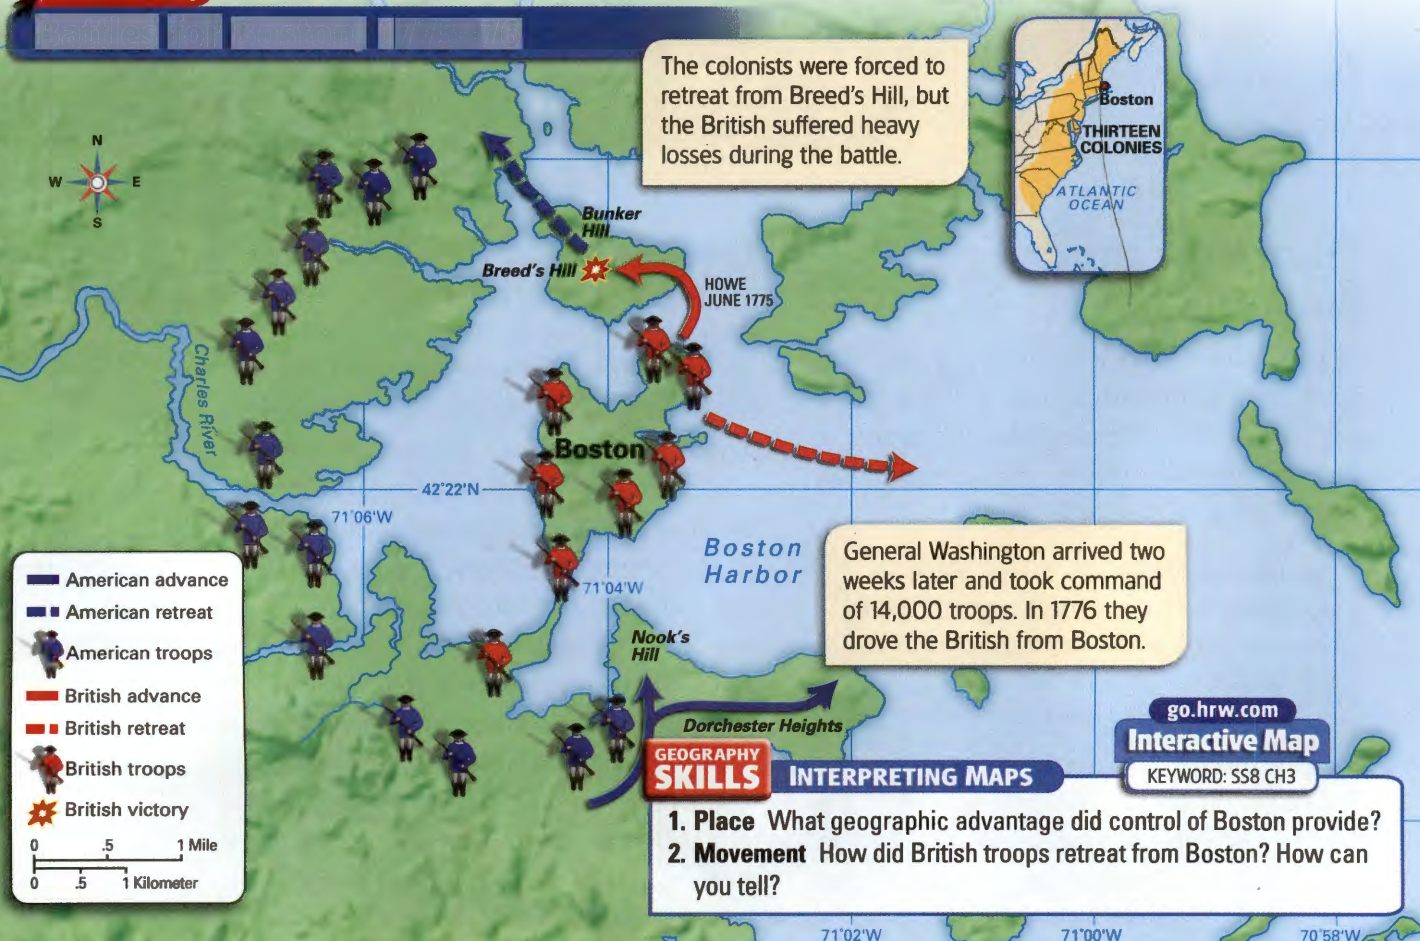 Battles for Boston,
The colonists were forced to
retreat from Breed's Hill, but
the British suffered heavy
losses during the battle.
Boston
THIRTEEN
COLONIES
ATLANTIC
OCEAN
N
W
E
S
Bunker
Hill
Breed's Hill
HOWE
JUNE 1775
Charles River
Boston
42°22'N
71°06'W
71°04'W
Boston
Harbor
General Washington arrived two
weeks later and took command
of 14,000 troops. In 1776 they
drove the British from Boston.
Nook's
Hill
Dorchester Heights
American advance
American retreat
American troops
British advance
British retreat
British troops
British victory
0 .5 1 Mile
0 .5 1 Kilometer
go.hrw.com
Interactive Map
KEYWORD: SS8 CH3
GEOGRAPHY
SKILLS
INTERPRETING MAPS
1. Place What geographic advantage did control of Boston provide?
2. Movement How did British troops retreat from Boston? How can
you tell?
71°02'W
71°00'W
70°58'W